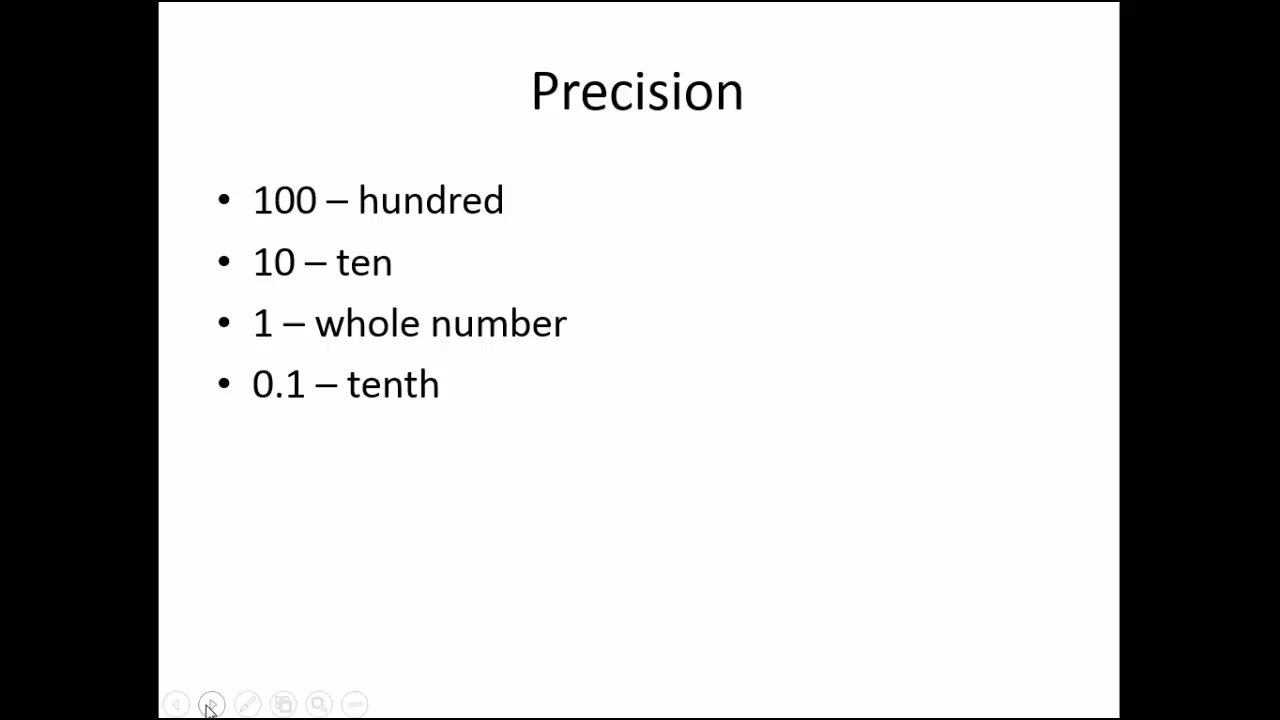 Precision
• 100 – hundred
• 10 – ten
• 1 – whole number
• 0.1 – tenth